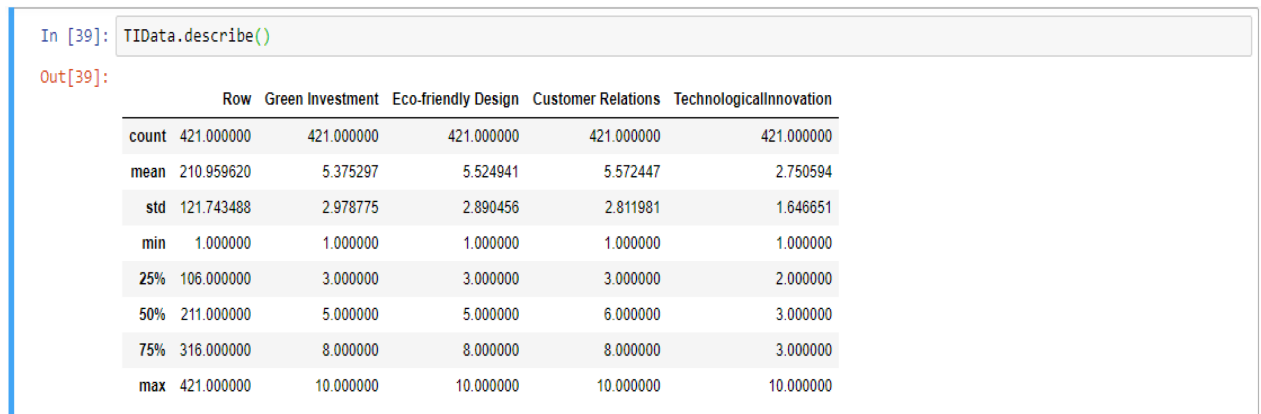 In [39]: TIData.describe()
Out[39]:
Row Green Investment Eco-friendly Design Customer Relations TechnologicalInnovation
count 421.000000 421.000000 421.000000 421.000000 421.000000
mean 210.959620 5.375297 5.524941 5.572447 2.750594
std 121.743488 2.978775 2.890456 2.811981 1.646651
min 1.000000 1.000000 1.000000 1.000000 1.000000
25% 106.000000 3.000000 3.000000 3.000000 2.000000
50% 211.000000 5.000000 5.000000 6.000000 3.000000
75% 316.000000 8.000000 8.000000 8.000000 3.000000
max 421.000000 10.000000 10.000000 10.000000 10.000000